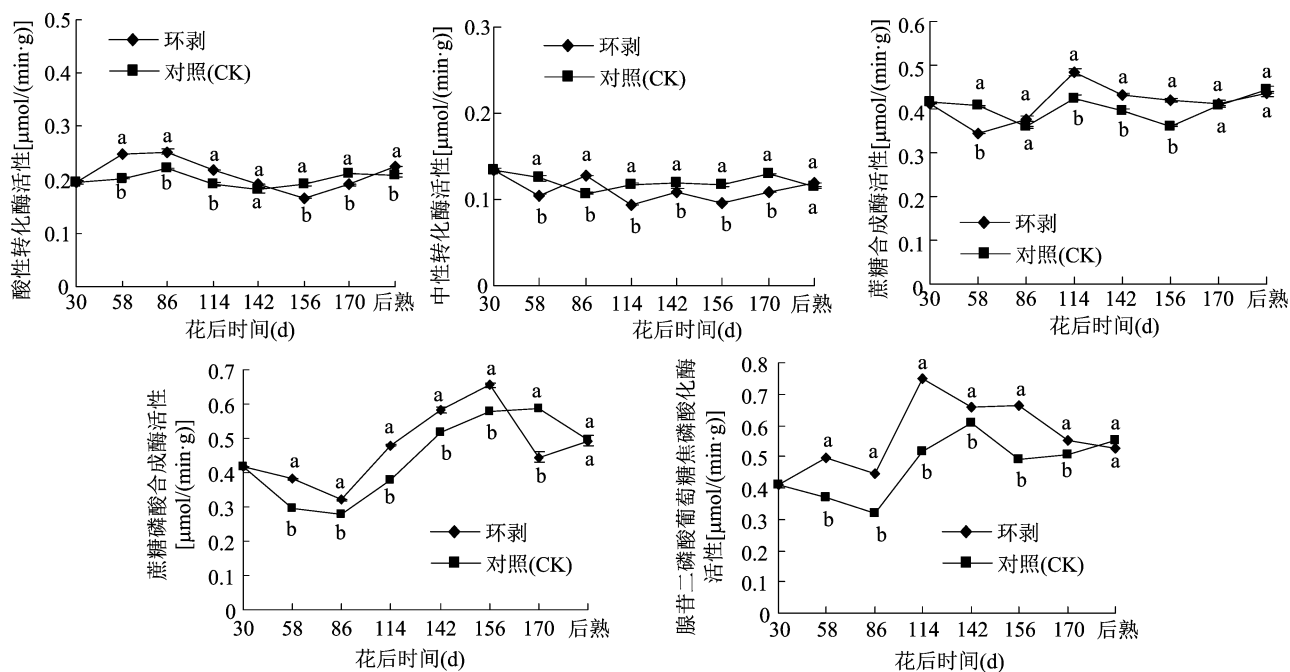 酸性转化酶活性[μmol/(min·g)]
0.5
0.4
0.3
0.2
0.1
0
环剥
对照(CK)
a a a a a a a
b b b a b b b
30 58 86 114 142 156 170 后熟
花后时间(d)
中性转化酶活性[μmol/(min·g)]
0.3
0.2
0.1
0
环剥
对照(CK)
a a a a a a a
b b b b b b a
30 58 86 114 142 156 170 后熟
花后时间(d)
蔗糖合成酶活性[μmol/(min·g)]
0.6
0.5
0.4
0.3
0.4
0.1
0
环剥
对照(CK)
a a a a a a a
b a b b b a a
30 58 86 114 142 156 170 后熟
花后时间(d)
蔗糖磷酸合成酶活性
[μmol/(min·g)]
0.7
0.6
0.5
0.4
0.3
0.2
0.1
0
环剥
对照(CK)
a a a a a a a
b b b b b b a
30 58 86 114 142 156 170 后熟
花后时间(d)
腺苷二磷酸葡萄糖焦磷酸化酶
活性[μmol/(min·g)]
0.8
0.7
0.6
0.5
0.4
0.3
0.2
0.1
0
环剥
对照(CK)
a a a a a a a
b b b b b b a
30 58 86 114 142 156 170 后熟
花后时间(d)